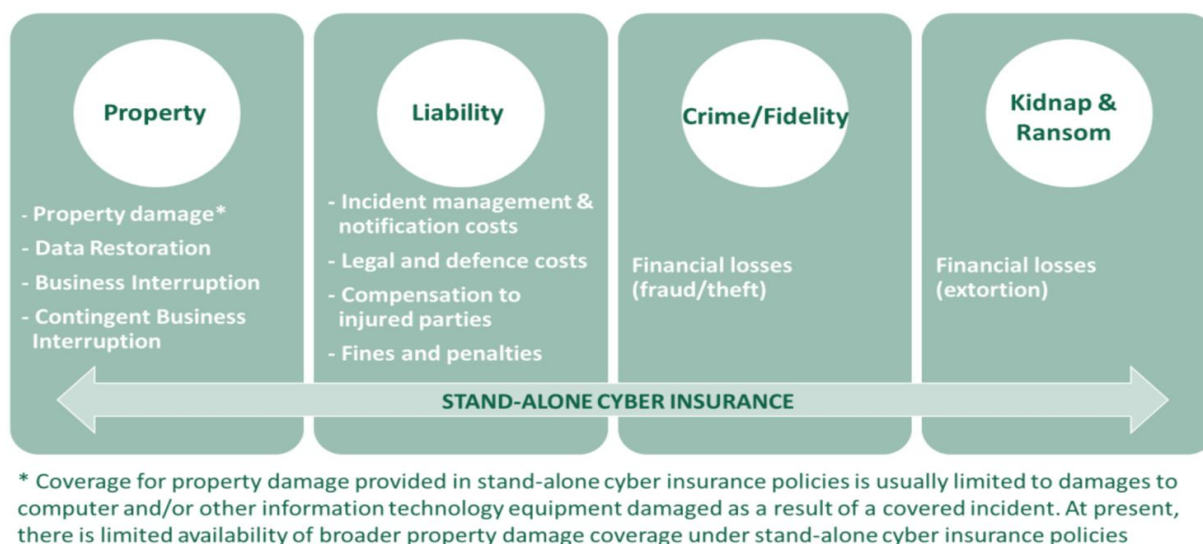 Property
- Property damage*
- Data Restoration
- Business Interruption
- Contingent Business
Interruption
Liability
- Incident management &
notification costs
- Legal and defence costs
- Compensation to
injured parties
- Fines and penalties
Crime/Fidelity
Financial losses
(fraud/theft)
Kidnap &
Ransom
Financial losses
(extortion)
STAND-ALONE CYBER INSURANCE
* Coverage for property damage provided in stand-alone cyber insurance policies is usually limited to damages to
computer and/or other information technology equipment damaged as a result of a covered incident. At present,
there is limited availability of broader property damage coverage under stand-alone cyber insurance policies